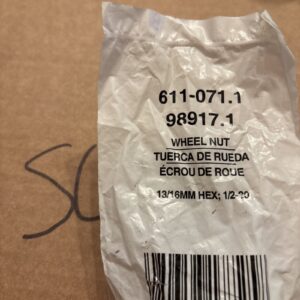 611-071.1
98917.1
WHEEL NUT
TUERCA DE RUEDA
ÉCROU DE ROUE
13/16MM HEX; 1/2-20